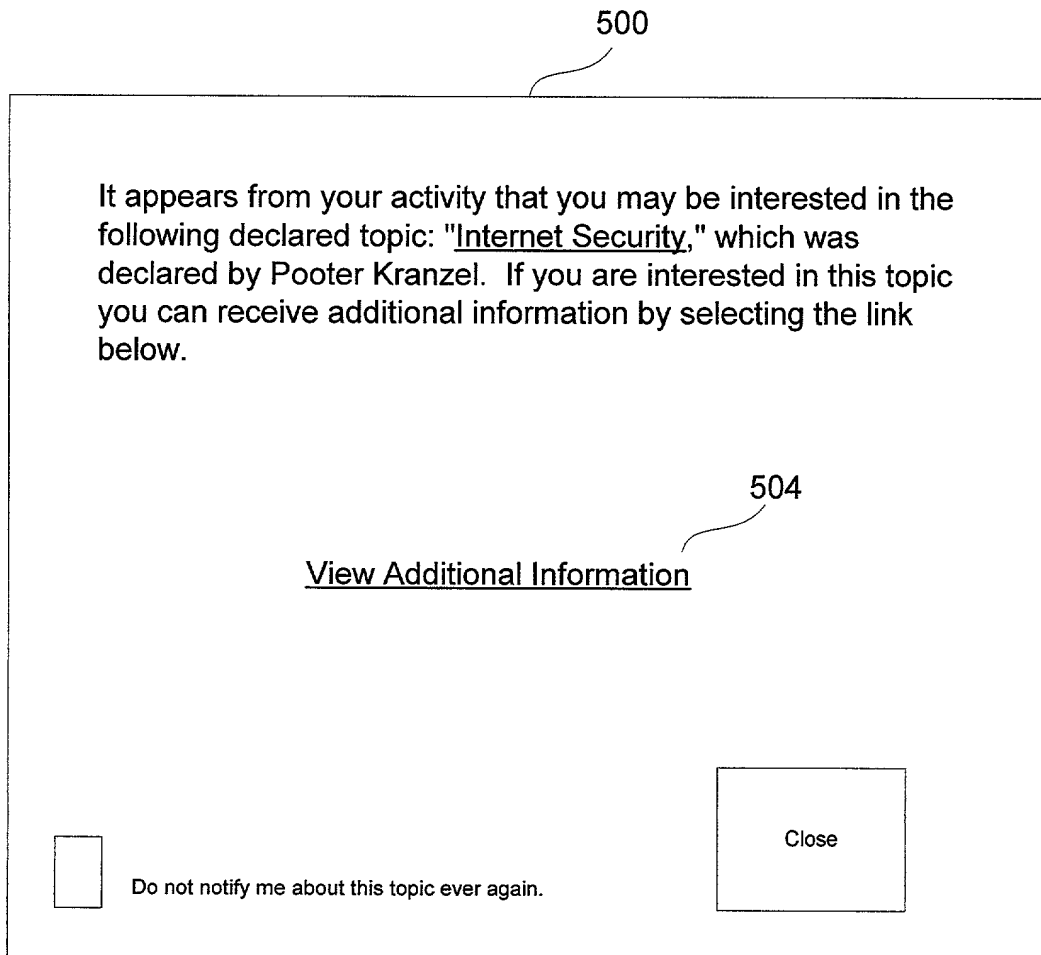 500
It appears from your activity that you may be interested in the
following declared topic: "Internet Security," which was
declared by Pooter Kranzel.  If you are interested in this topic
you can receive additional information by selecting the link
below.
504
View Additional Information
Close
Do not notify me about this topic ever again.